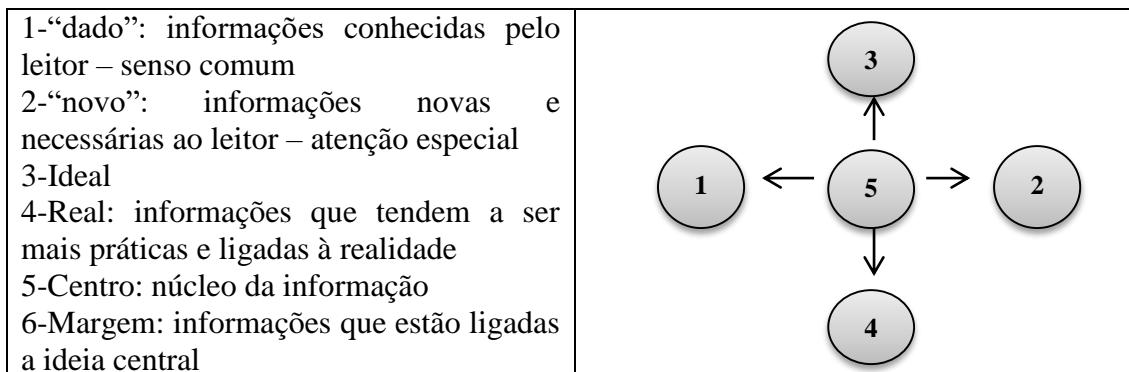 1-“dado”: informações conhecidas pelo
leitor – senso comum
2-“novo”: informações novas e
necessárias ao leitor – atenção especial
3-Ideal
4-Real: informações que tendem a ser
mais práticas e ligadas à realidade
5-Centro: núcleo da informação
6-Margem: informações que estão ligadas
a ideia central
3
1 5 2
4